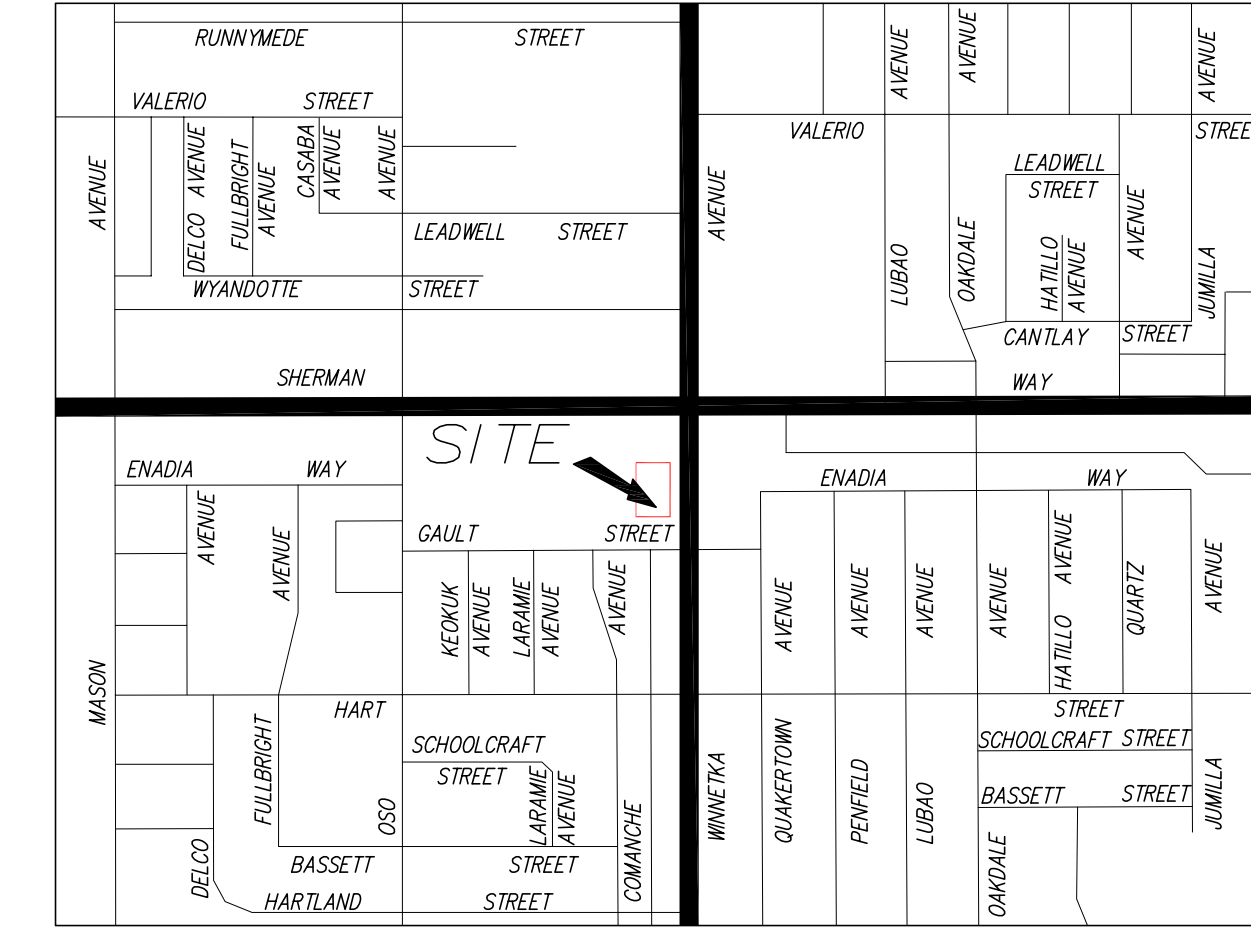 RUNNYMEDE STREET
VALERIO STREET
AVENUE
DELCO AVENUE
FULLBRIGHT
AVENUE
CASABA
AVENUE
AVENUE
LEADWELL STREET
WYANDOTTE STREET
SHERMAN
AVENUE
AVENUE
AVENUE
VALERIO
STREE
AVENUE
LEADWELL
STREET
LUBAO
OAKDALE
HATILLO
AVENUE
AVENUE
JUMILLA
CANTLAY STREET
WAY
SITE
ENADIA WAY
AVENUE
AVENUE
GAULT STREET
KEOKUK
AVENUE
LARAMIE
AVENUE
AVENUE
MASON
HART
FULLBRIGHT
SCHOOLCRAFT
STREET
LARAMIE
AVENUE
OSO
DELCO
BASSETT STREET
COMANCHE
HARTLAND STREET
ENADIA WAY
AVENUE
AVENUE
AVENUE
AVENUE
HATILLO AVENUE
QUARTZ
AVENUE
STREET
SCHOOLCRAFT STREET
WINNETKA
QUAKERTOWN
PENFIELD
LUBAO
BASSETT STREET
JUMILLA
OAKDALE